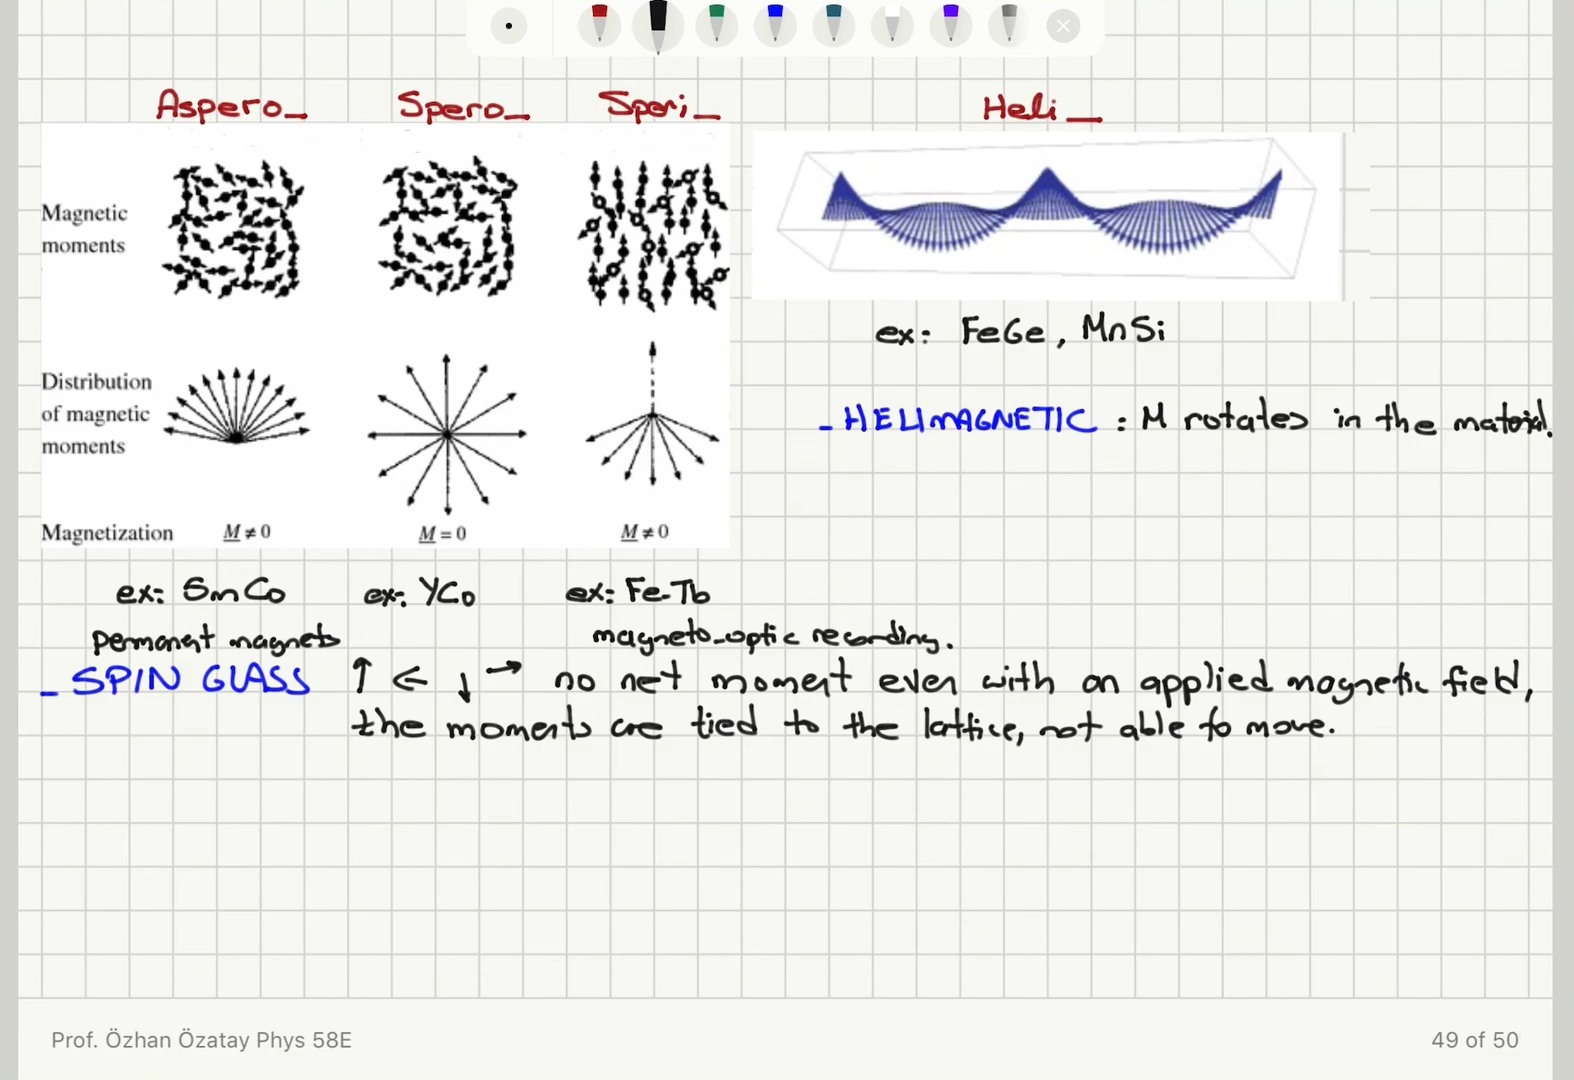 Aspero_ Spero_ Speri_ Heli_
Magnetic
moments
Distribution
of magnetic
moments
Magnetization M ≠ 0 M = 0 M ≠ 0
ex: FeGe, MnSi
- HELIMAGNETIC : M rotates in the material.
ex: SmCo ex: YCo ex: Fe-Tb
permanent magnets magneto-optic recording.
- SPIN GLASS ↑ ← ↓ → no net moment even with an applied magnetic field,
the moments are tied to the lattice, not able to move.
Prof. Özhan Özatay Phys 58E 49 of 50